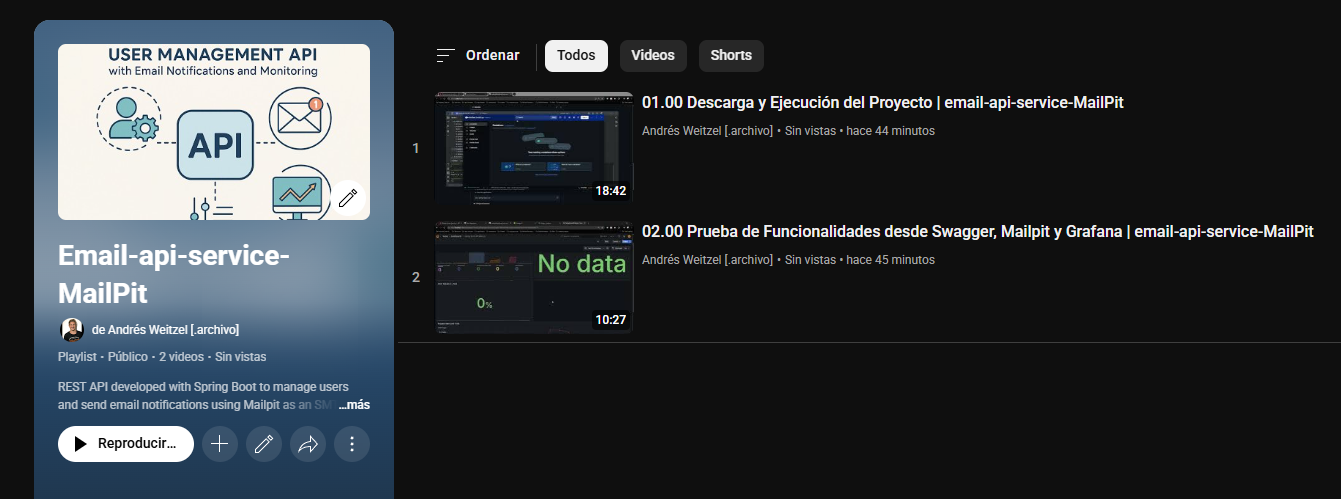 USER MANAGEMENT API
with Email Notifications and Monitoring
1
API
Email-api-service-
MailPit
de Andrés Weitzel [.archivo]
Playlist • Público • 2 videos • Sin vistas
REST API developed with Spring Boot to manage users
and send email notifications using Mailpit as an SM ...más
Reproducir...
Ordenar
Todos
Videos
Shorts
1
18:42
01.00 Descarga y Ejecución del Proyecto | email-api-service-MailPit
Andrés Weitzel [.archivo] • Sin vistas • hace 44 minutos
2
No data
0%
10:27
02.00 Prueba de Funcionalidades desde Swagger, Mailpit y Grafana | email-api-service-MailPit
Andrés Weitzel [.archivo] • Sin vistas • hace 45 minutos